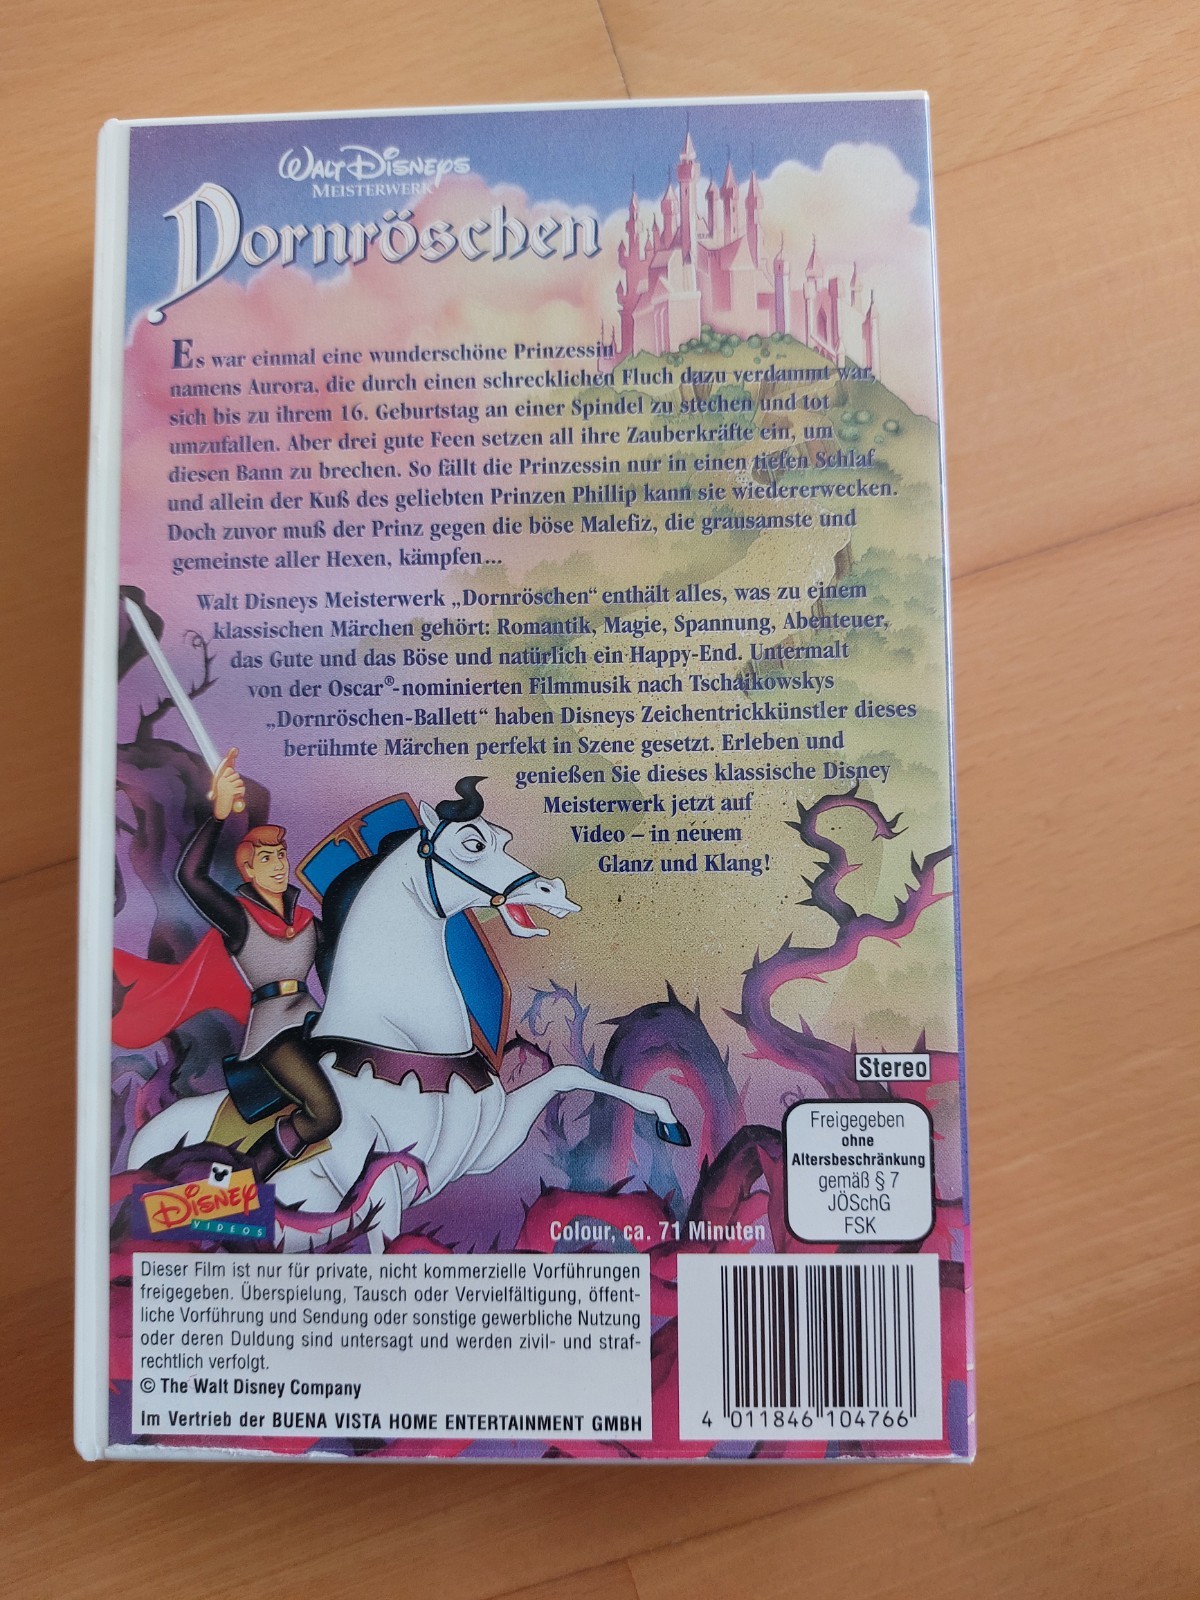 WALT DISNEYS
MEISTERWERK
Dornröschen
Es war einmal eine wunderschöne Prinzessin
namens Aurora, die durch einen schrecklichen Fluch dazu verdammt war,
sich bis zu ihrem 16. Geburtstag an einer Spindel zu stechen und tot
umzufallen. Aber drei gute Feen setzen all ihre Zauberkräfte ein, um
diesen Bann zu brechen. So fällt die Prinzessin nur in einen tiefen Schlaf
und allein der Kuß des geliebten Prinzen Phillip kann sie wiedererwecken.
Doch zuvor muß der Prinz gegen die böse Malefiz, die grausamste und
gemeinste aller Hexen, kämpfen...
Walt Disneys Meisterwerk „Dornröschen“ enthält alles, was zu einem
klassischen Märchen gehört: Romantik, Magie, Spannung, Abenteuer,
das Gute und das Böse und natürlich ein Happy-End. Untermalt
von der Oscar®-nominierten Filmmusik nach Tschaikowskys
„Dornröschen-Ballett“ haben Disneys Zeichentrickkünstler dieses
berühmte Märchen perfekt in Szene gesetzt. Erleben und
genießen Sie dieses klassische Disney
Meisterwerk jetzt auf
Video – in neuem
Glanz und Klang!
Stereo
Freigegeben
ohne
Altersbeschränkung
gemäß § 7
JÖSchG
FSK
DISNEY
VIDEOS
Colour, ca. 71 Minuten
Dieser Film ist nur für private, nicht kommerzielle Vorführungen
freigegeben. Überspielung, Tausch oder Vervielfältigung, öffent-
liche Vorführung und Sendung oder sonstige gewerbliche Nutzung
oder deren Duldung sind untersagt und werden zivil- und straf-
rechtlich verfolgt.
© The Walt Disney Company
Im Vertrieb der BUENA VISTA HOME ENTERTAINMENT GMBH
4 011846 104766